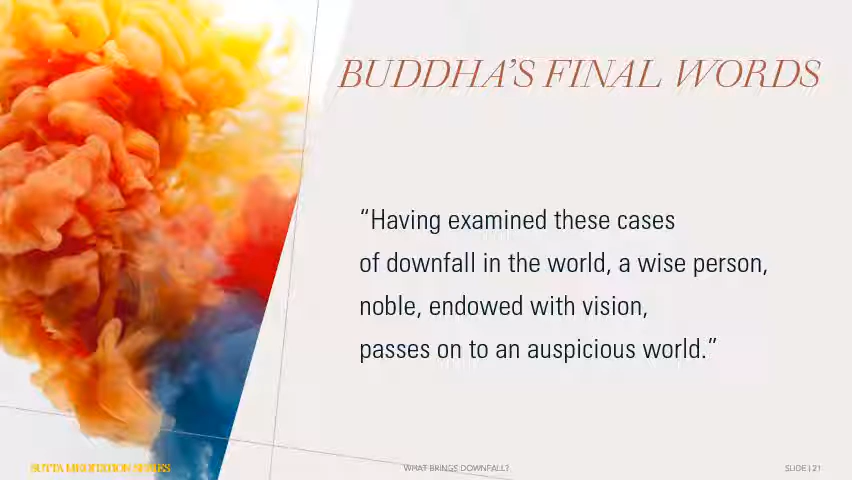 BUDDHA'S FINAL WORDS
“Having examined these cases
of downfall in the world, a wise person,
noble, endowed with vision,
passes on to an auspicious world.”
SUTTA MEDITATION SERIES
WHAT BRINGS DOWNFALL?
SLIDE | 21